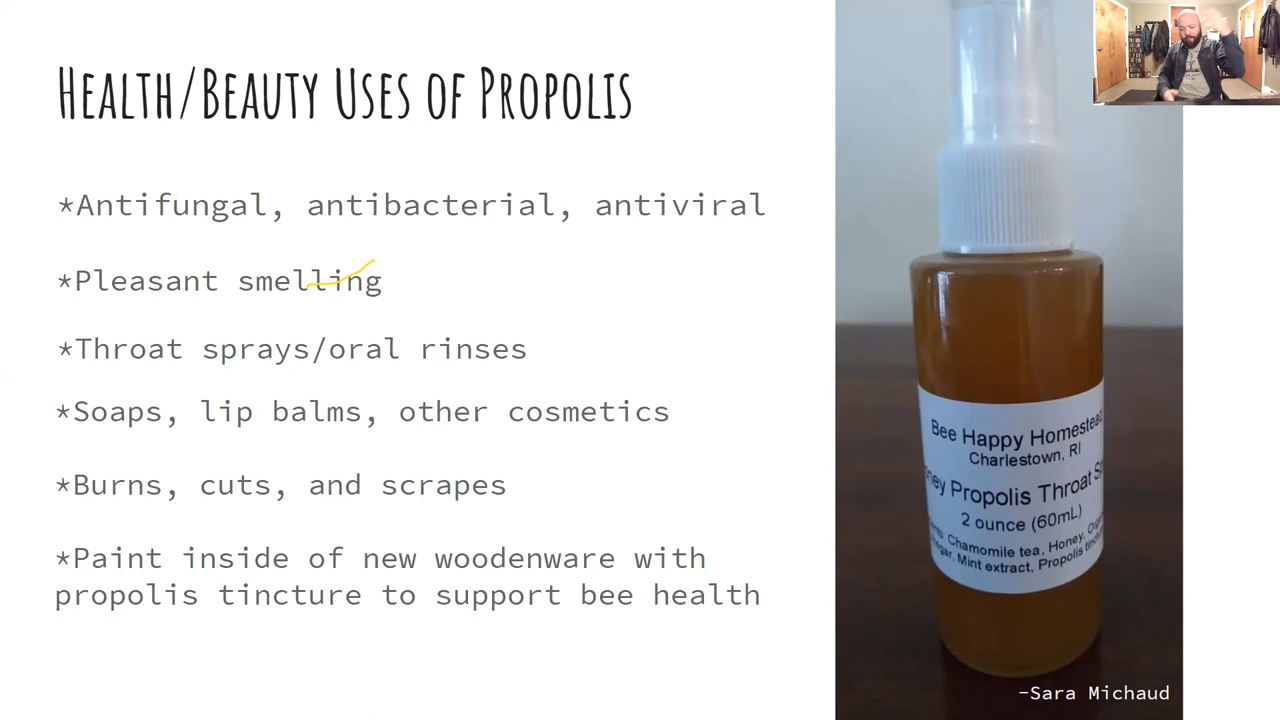 Health/Beauty Uses of Propolis
*Antifungal, antibacterial, antiviral
*Pleasant smelling
*Throat sprays/oral rinses
*Soaps, lip balms, other cosmetics
*Burns, cuts, and scrapes
*Paint inside of new woodenware with
propolis tincture to support bee health
Bee Happy Homestead
Charlestown, RI
Propolis Throat
2 ounce (60mL)
Chamomile tea, Honey,
Mint extract, Propolis
-Sara Michaud